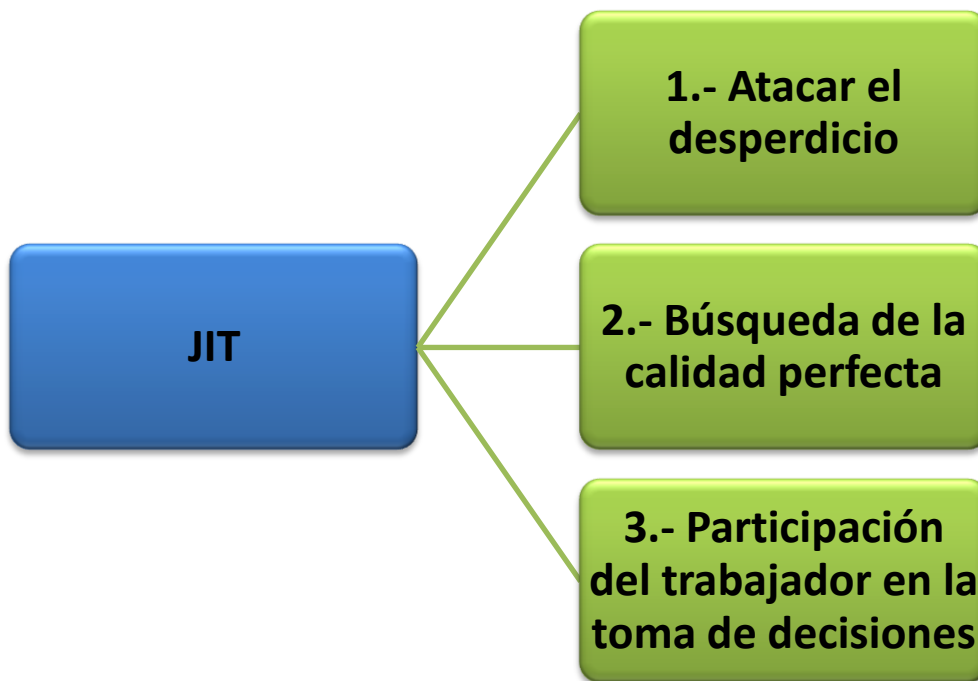 1.- Atacar el
desperdicio
JIT
2.- Búsqueda de la
calidad perfecta
3.- Participación
del trabajador en la
toma de decisiones